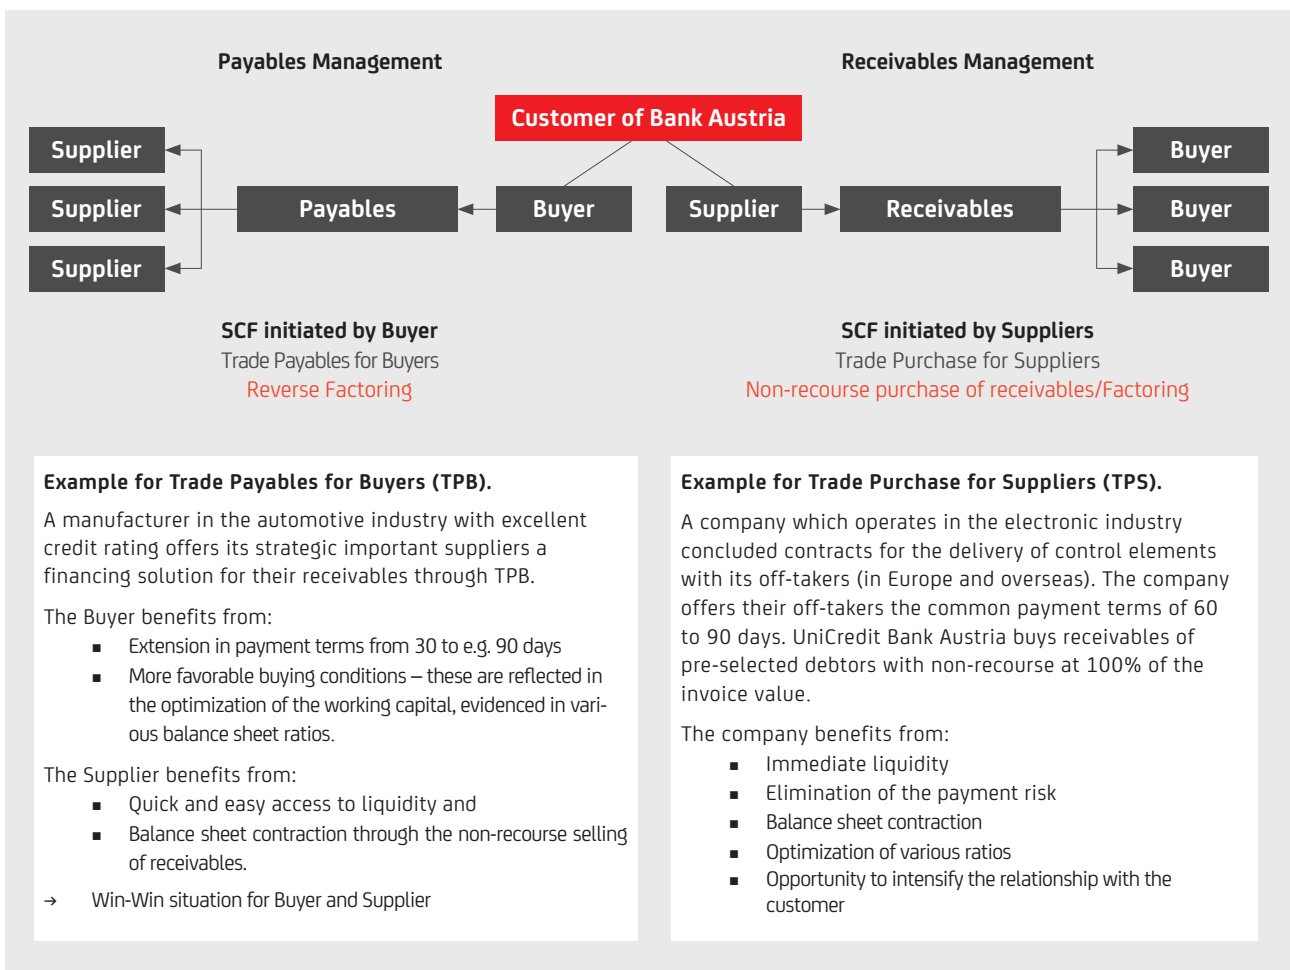 Payables Management
Receivables Management
Customer of Bank Austria
Supplier
Supplier
Supplier
Payables
Buyer
Supplier
Receivables
Buyer
Buyer
Buyer
SCF initiated by Buyer
Trade Payables for Buyers
Reverse Factoring
SCF initiated by Suppliers
Trade Purchase for Suppliers
Non-recourse purchase of receivables/Factoring
Example for Trade Payables for Buyers (TPB).
A manufacturer in the automotive industry with excellent
credit rating offers its strategic important suppliers a
financing solution for their receivables through TPB.
The Buyer benefits from:
■ Extension in payment terms from 30 to e.g. 90 days
■ More favorable buying conditions – these are reflected in
the optimization of the working capital, evidenced in vari-
ous balance sheet ratios.
The Supplier benefits from:
■ Quick and easy access to liquidity and
■ Balance sheet contraction through the non-recourse selling
of receivables.
→ Win-Win situation for Buyer and Supplier
Example for Trade Purchase for Suppliers (TPS).
A company which operates in the electronic industry
concluded contracts for the delivery of control elements
with its off-takers (in Europe and overseas). The company
offers their off-takers the common payment terms of 60
to 90 days. UniCredit Bank Austria buys receivables of
pre-selected debtors with non-recourse at 100% of the
invoice value.
The company benefits from:
■ Immediate liquidity
■ Elimination of the payment risk
■ Balance sheet contraction
■ Optimization of various ratios
■ Opportunity to intensify the relationship with the
customer